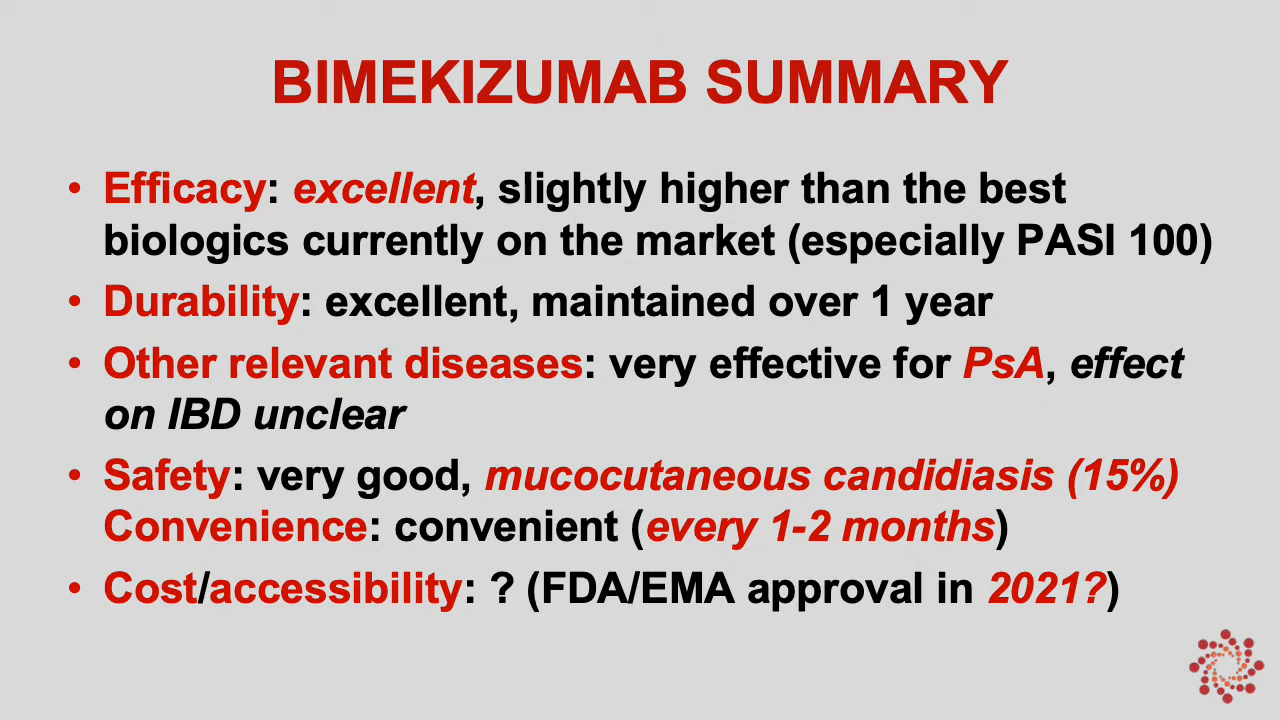 BIMEKIZUMAB SUMMARY
• Efficacy: excellent, slightly higher than the best
biologics currently on the market (especially PASI 100)
• Durability: excellent, maintained over 1 year
• Other relevant diseases: very effective for PsA, effect
on IBD unclear
• Safety: very good, mucocutaneous candidiasis (15%)
Convenience: convenient (every 1-2 months)
• Cost/accessibility: ? (FDA/EMA approval in 2021?)